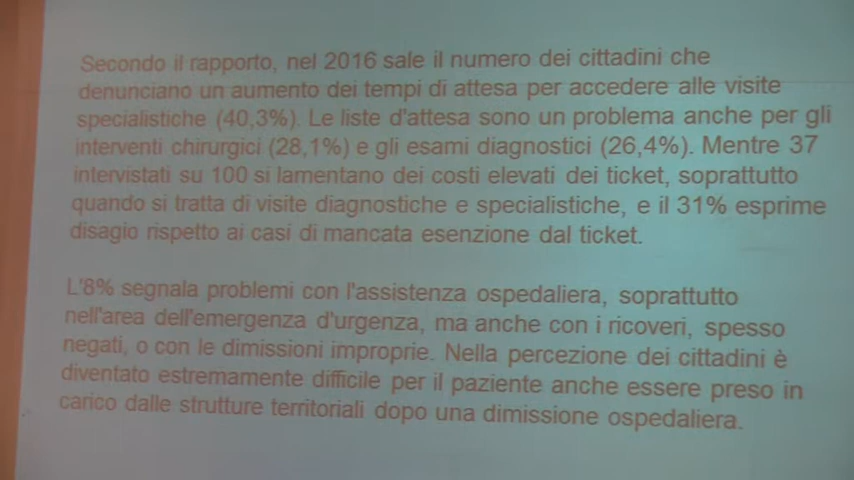 Secondo il rapporto, nel 2016 sale il numero dei cittadini che
denunciano un aumento dei tempi di attesa per accedere alle visite
specialistiche (40,3%). Le liste d'attesa sono un problema anche per gli
interventi chirurgici (28,1%) e gli esami diagnostici (26,4%). Mentre 37
intervistati su 100 si lamentano dei costi elevati dei ticket, soprattutto
quando si tratta di visite diagnostiche e specialistiche, e il 31% esprime
disagio rispetto ai casi di mancata esenzione dal ticket.
L'8% segnala problemi con l'assistenza ospedaliera, soprattutto
nell'area dell'emergenza d'urgenza, ma anche con i ricoveri, spesso
negati, o con le dimissioni improprie. Nella percezione dei cittadini è
diventato estremamente difficile per il paziente anche essere preso in
carico dalle strutture territoriali dopo una dimissione ospedaliera.